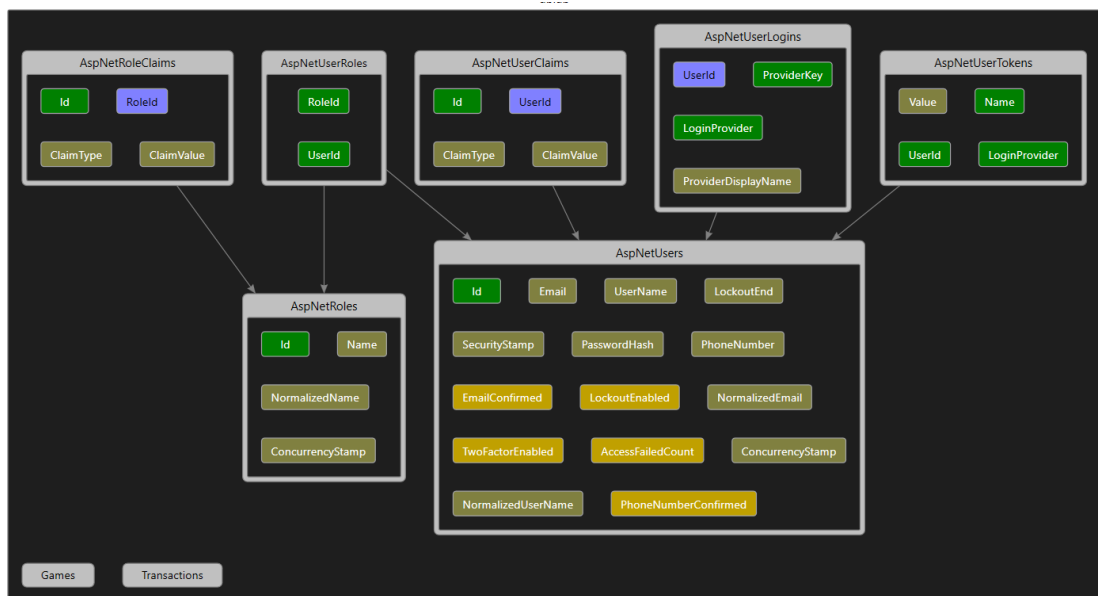 AspNetRoleClaims
Id RoleId
ClaimType ClaimValue
AspNetUserRoles
RoleId
UserId
AspNetUserClaims
Id UserId
ClaimType ClaimValue
AspNetUserLogins
UserId ProviderKey
LoginProvider
ProviderDisplayName
AspNetUserTokens
Value Name
UserId LoginProvider
AspNetRoles
Id Name
NormalizedName
ConcurrencyStamp
AspNetUsers
Id Email UserName LockoutEnd
SecurityStamp PasswordHash PhoneNumber
EmailConfirmed LockoutEnabled NormalizedEmail
TwoFactorEnabled AccessFailedCount ConcurrencyStamp
NormalizedUserName PhoneNumberConfirmed
Games Transactions